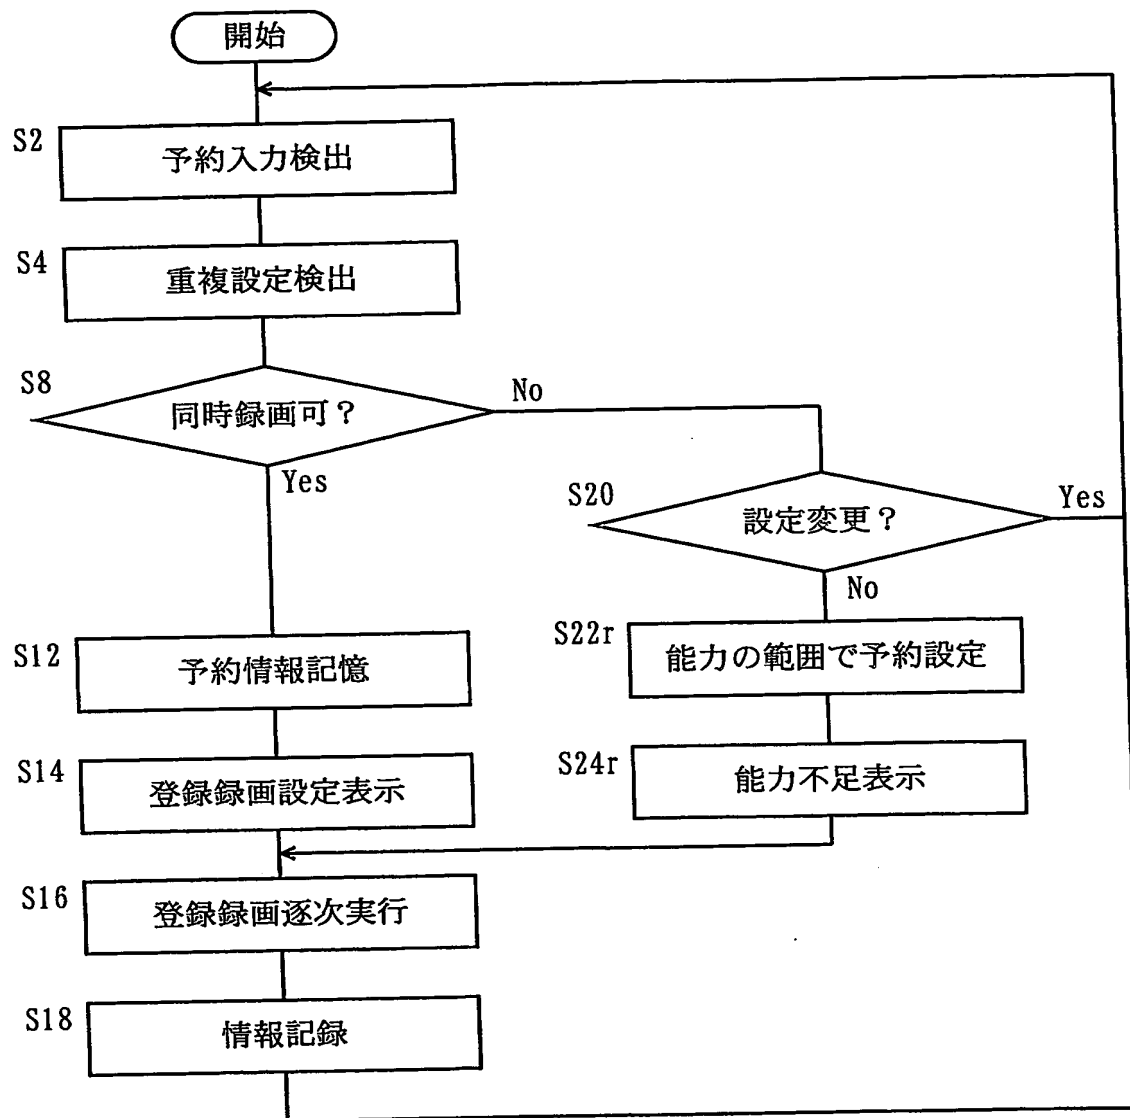 開始
S2
予約入力検出
S4
重複設定検出
S8
同時録画可？
No
Yes
S20
設定変更？
Yes
No
S12
予約情報記憶
S22r
能力の範囲で予約設定
S14
登録録画設定表示
S24r
能力不足表示
S16
登録録画逐次実行
S18
情報記録